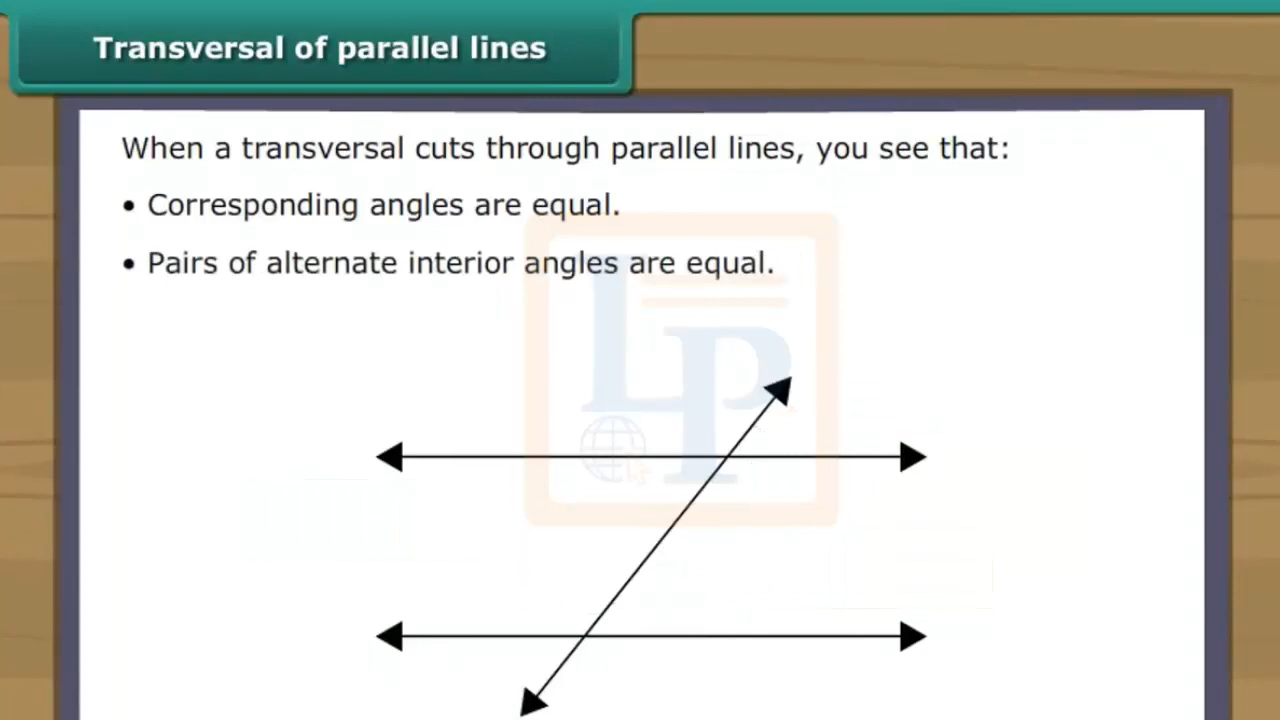 Transversal of parallel lines
When a transversal cuts through parallel lines, you see that:
• Corresponding angles are equal.
• Pairs of alternate interior angles are equal.
LP